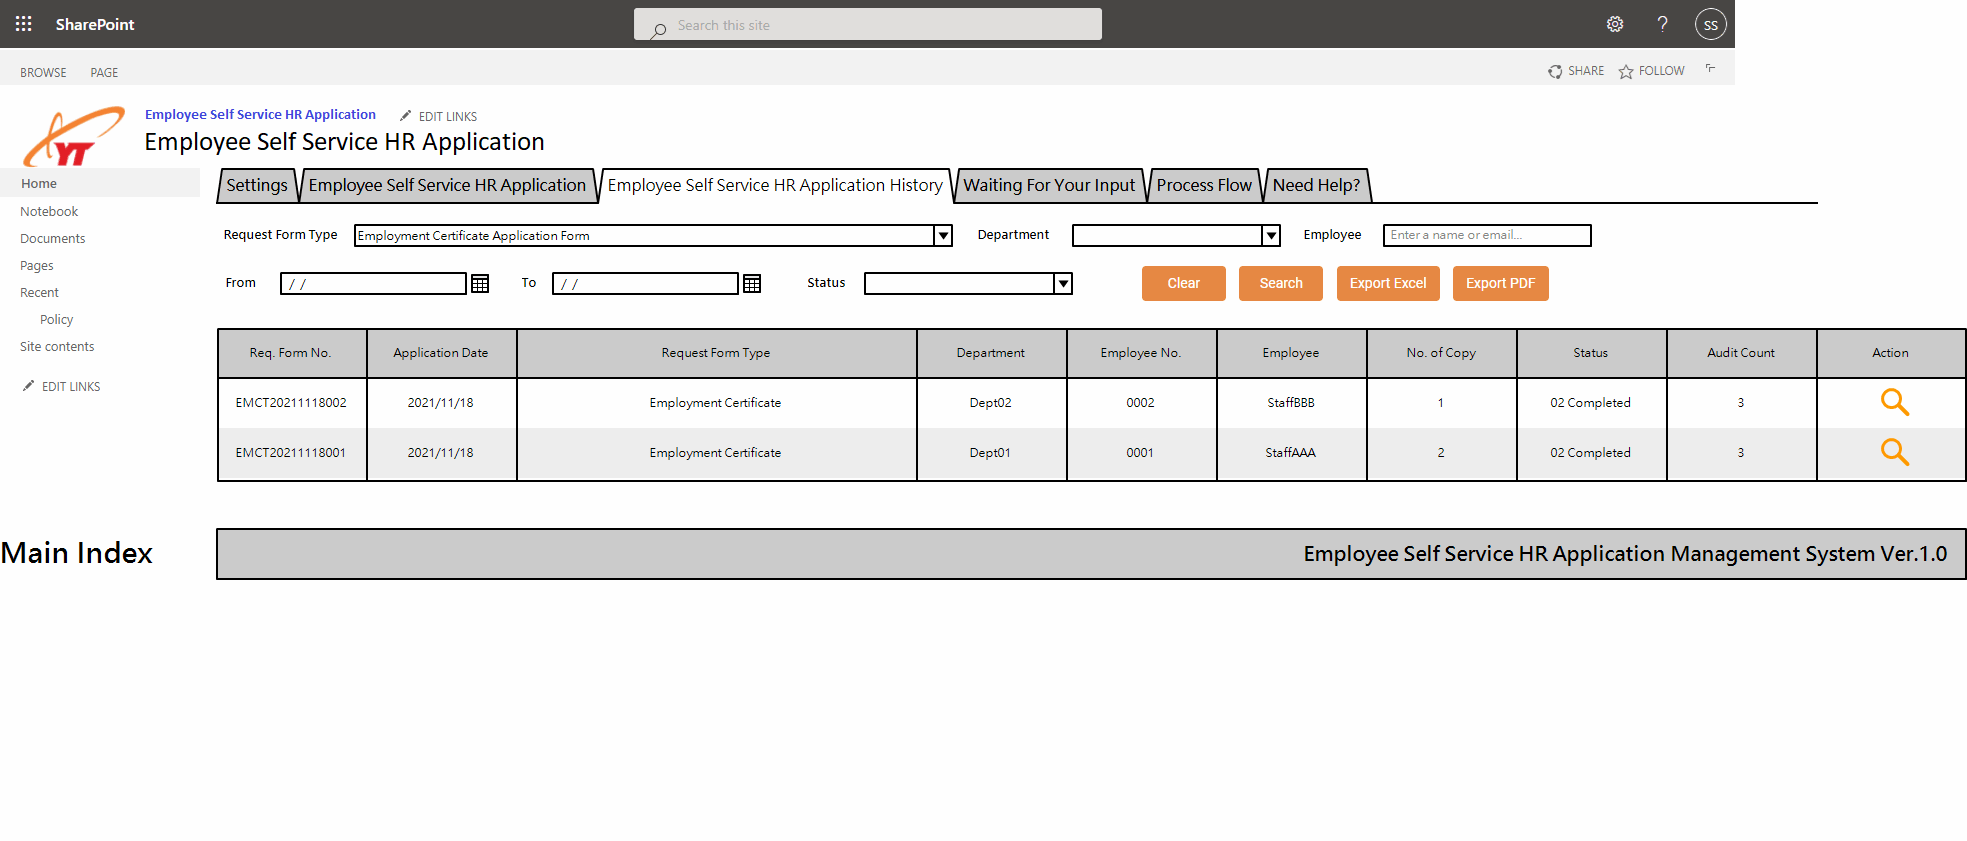 SharePoint
Search this site
?
SS
BROWSE PAGE
SHARE FOLLOW
YT
Employee Self Service HR Application EDIT LINKS
Employee Self Service HR Application
Home
Notebook
Documents
Pages
Recent
Policy
Site contents
EDIT LINKS
Settings Employee Self Service HR Application Employee Self Service HR Application History Waiting For Your Input Process Flow Need Help?
Request Form Type Employment Certificate Application Form Department Employee Enter a name or email...
From / / To / / Status Clear Search Export Excel Export PDF
Req. Form No. Application Date Request Form Type Department Employee No. Employee No. of Copy Status Audit Count Action
EMCT20211118002 2021/11/18 Employment Certificate Dept02 0002 StaffBBB 1 02 Completed 3
EMCT20211118001 2021/11/18 Employment Certificate Dept01 0001 StaffAAA 2 02 Completed 3
Main Index
Employee Self Service HR Application Management System Ver.1.0